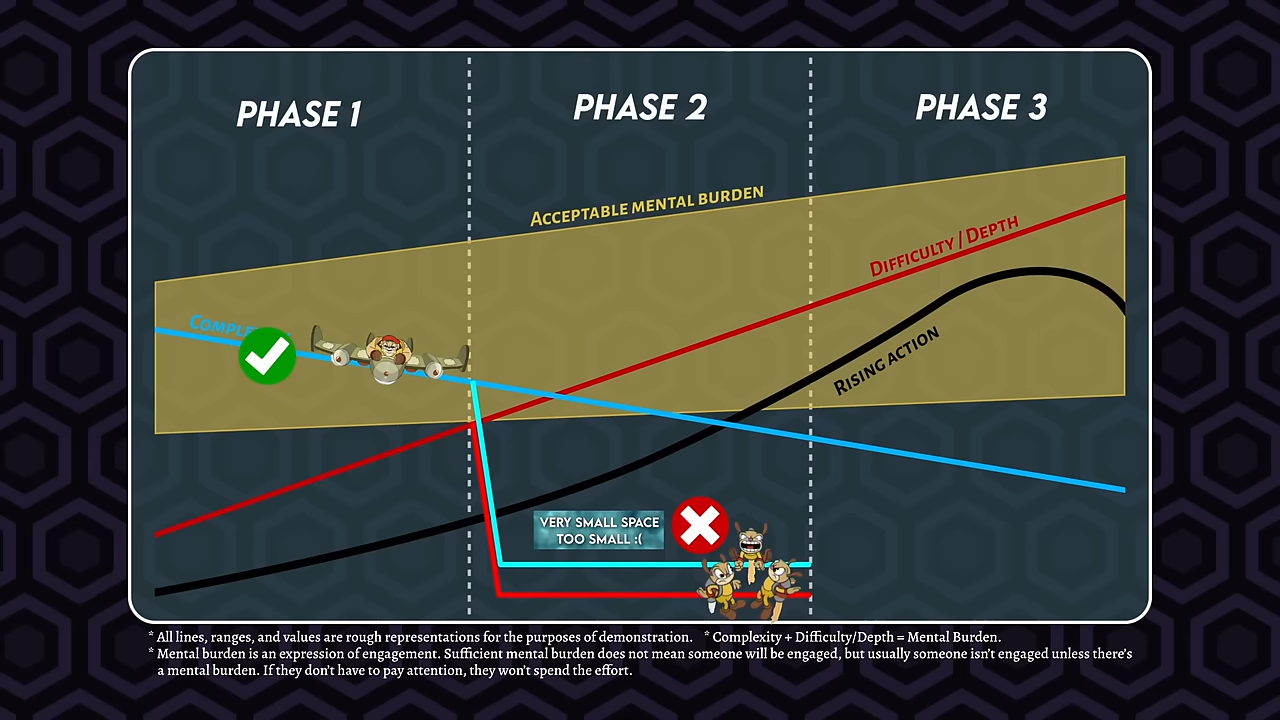 PHASE 1
PHASE 2
PHASE 3
ACCEPTABLE MENTAL BURDEN
DIFFICULTY / DEPTH
RISING ACTION
VERY SMALL SPACE
TOO SMALL :(
* All lines, ranges, and values are rough representations for the purposes of demonstration. * Complexity + Difficulty/Depth = Mental Burden.
* Mental burden is an expression of engagement. Sufficient mental burden does not mean someone will be engaged, but usually someone isn't engaged unless there's
a mental burden. If they don't have to pay attention, they won't spend the effort.